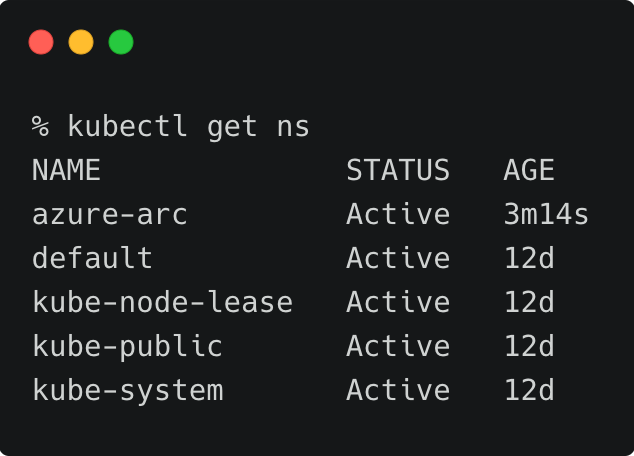 % kubectl get ns
NAME              STATUS   AGE
azure-arc         Active   3m14s
default           Active   12d
kube-node-lease   Active   12d
kube-public       Active   12d
kube-system       Active   12d